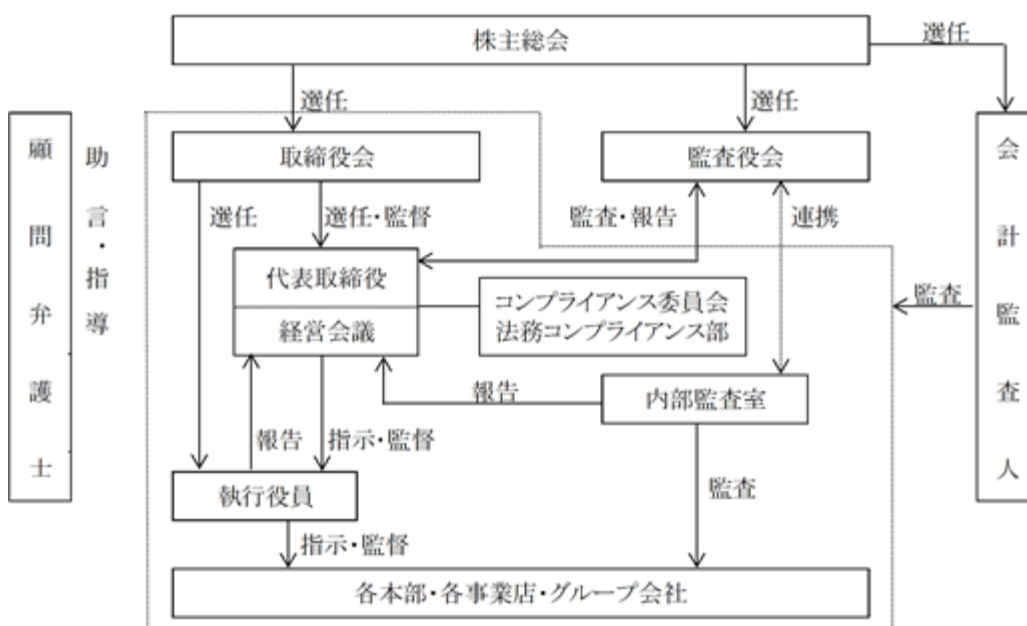 株主総会
選任
選任
選任
顧問弁護士
助言・指導
取締役会
監査役会
会計監査人
選任
選任・監督
監査・報告
連携
代表取締役
経営会議
コンプライアンス委員会
法務コンプライアンス部
監査
報告
内部監査室
報告
指示・監督
執行役員
監査
指示・監督
各本部・各事業店・グループ会社